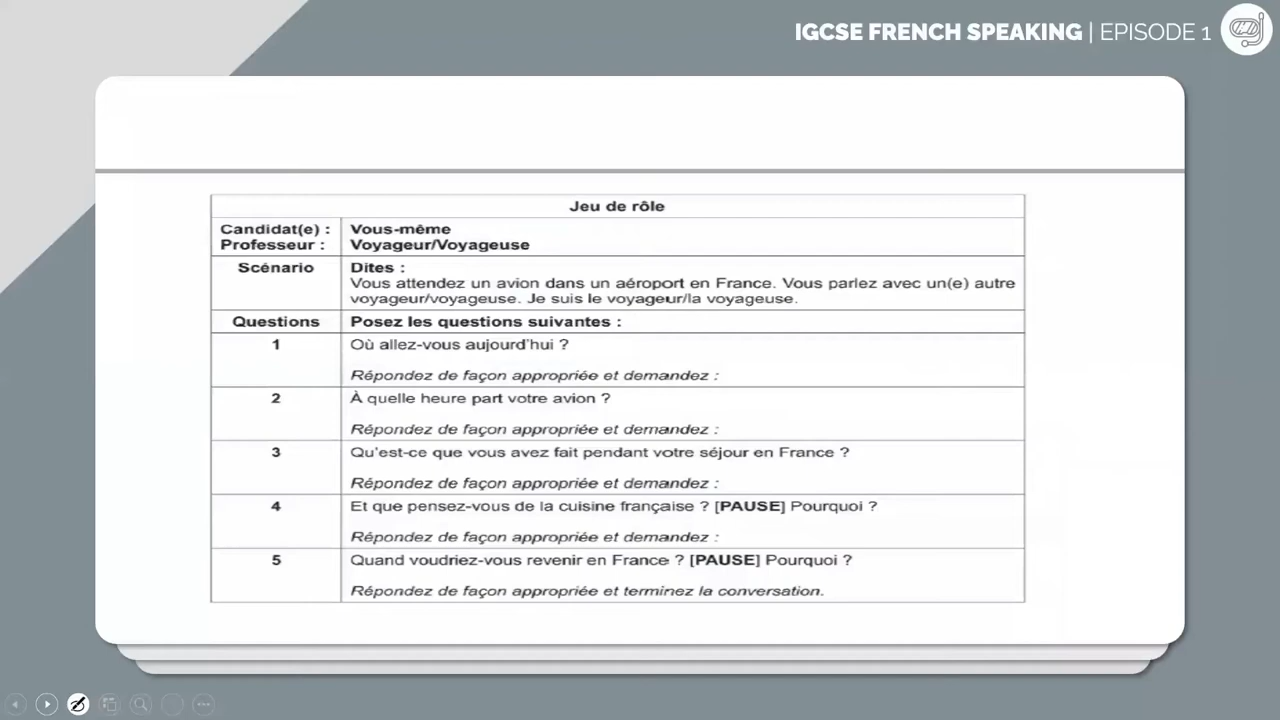 IGCSE FRENCH SPEAKING | EPISODE 1
Jeu de rôle
Candidat(e) : Vous-même
Professeur : Voyageur/Voyageuse
Scénario Dites :
Vous attendez un avion dans un aéroport en France. Vous parlez avec un(e) autre
voyageur/voyageuse. Je suis le voyageur/la voyageuse.
Questions Posez les questions suivantes :
1 Où allez-vous aujourd'hui ?
Répondez de façon appropriée et demandez :
2 À quelle heure part votre avion ?
Répondez de façon appropriée et demandez :
3 Qu'est-ce que vous avez fait pendant votre séjour en France ?
Répondez de façon appropriée et demandez :
4 Et que pensez-vous de la cuisine française ? [PAUSE] Pourquoi ?
Répondez de façon appropriée et demandez :
5 Quand voudriez-vous revenir en France ? [PAUSE] Pourquoi ?
Répondez de façon appropriée et terminez la conversation.